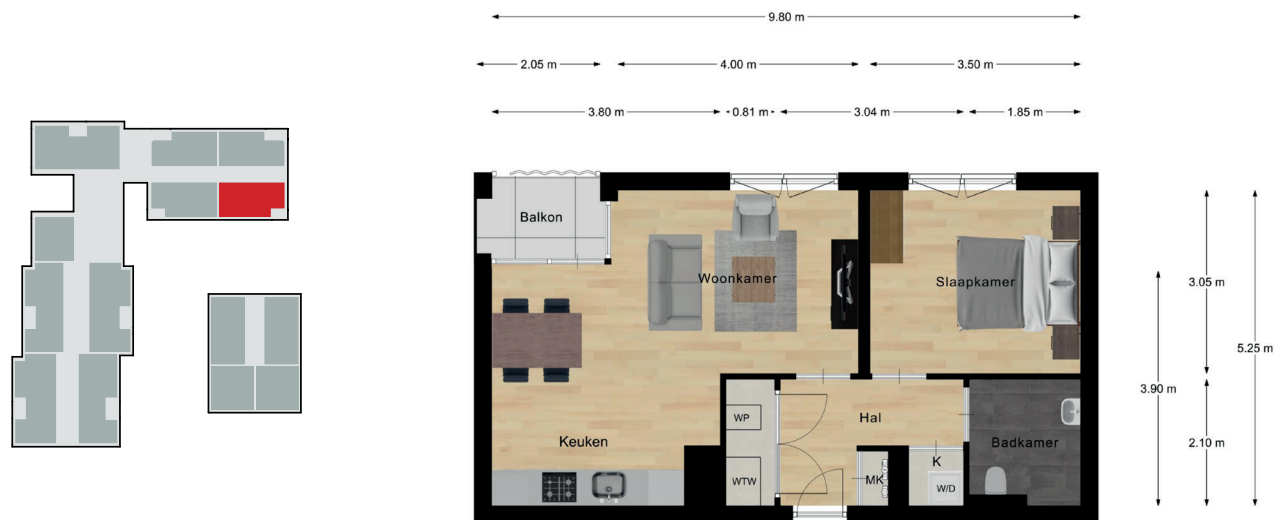 9.80 m
2.05 m
4.00 m
3.50 m
3.80 m
0.81 m
3.04 m
1.85 m
Balkon
Woonkamer
Slaapkamer
3.05 m
5.25 m
3.90 m
WP
Hal
Keuken
Badkamer
2.10 m
K
WTW
MK
W/D